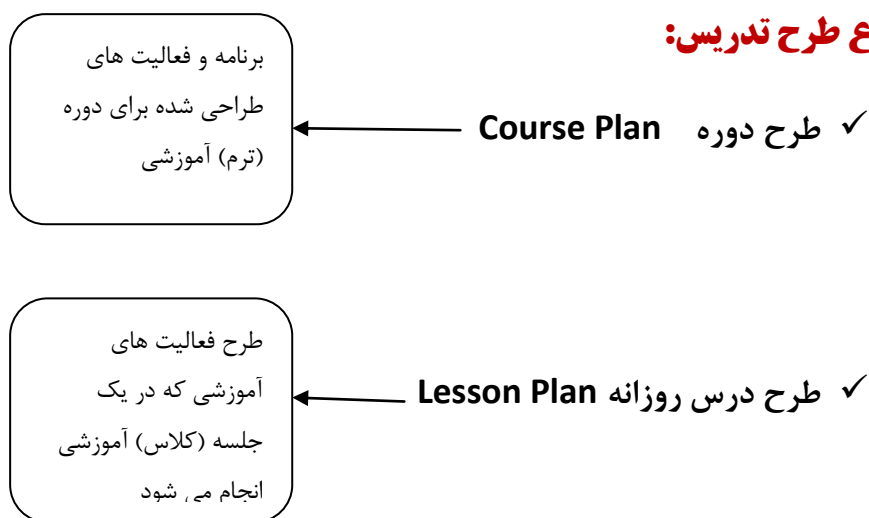 ع طرح تدریس:
✓ طرح دوره Course Plan
برنامه و فعالیت های
طراحی شده برای دوره
(ترم) آموزشی
✓ طرح درس روزانه Lesson Plan
طرح فعالیت های
آموزشی که در یک
جلسه (کلاس) آموزشی
انجام می شود